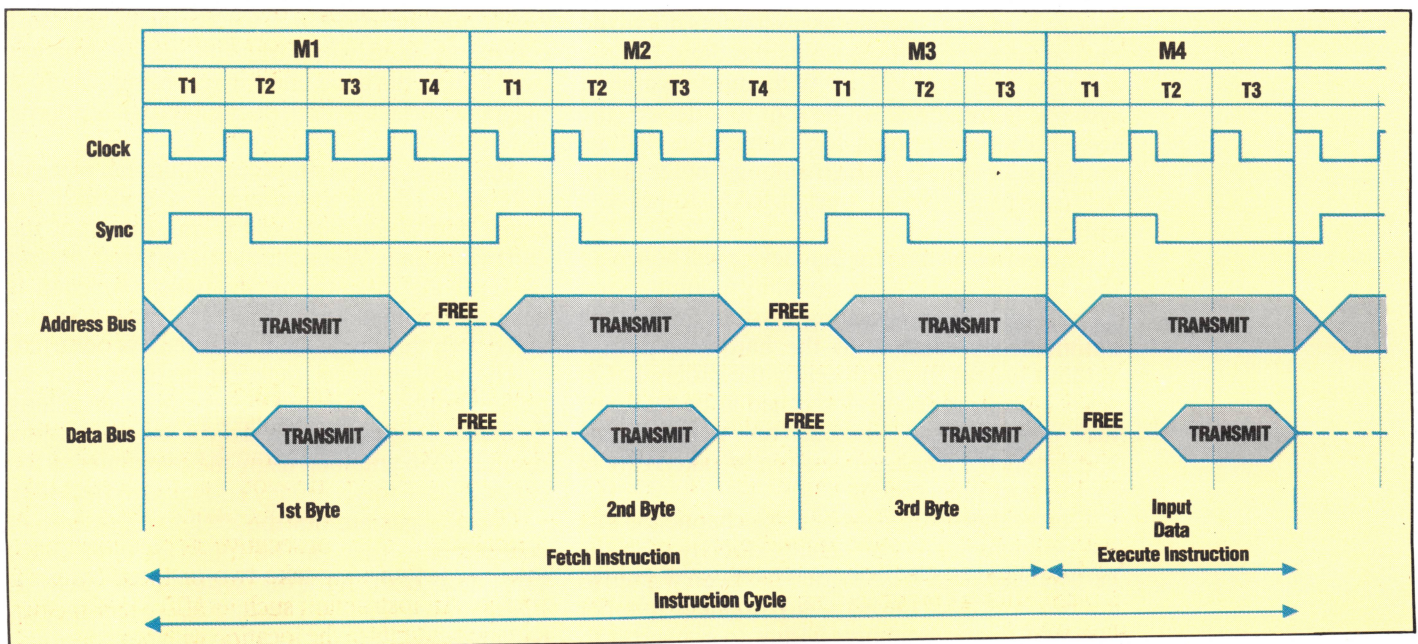 M1 M2 M3 M4
T1 T2 T3 T4 T1 T2 T3 T4 T1 T2 T3 T1 T2 T3
Clock
Sync
Address Bus TRANSMIT FREE TRANSMIT FREE TRANSMIT TRANSMIT
Data Bus TRANSMIT FREE TRANSMIT FREE TRANSMIT FREE TRANSMIT
1st Byte 2nd Byte 3rd Byte Input
Data
Fetch Instruction Execute Instruction
Instruction Cycle